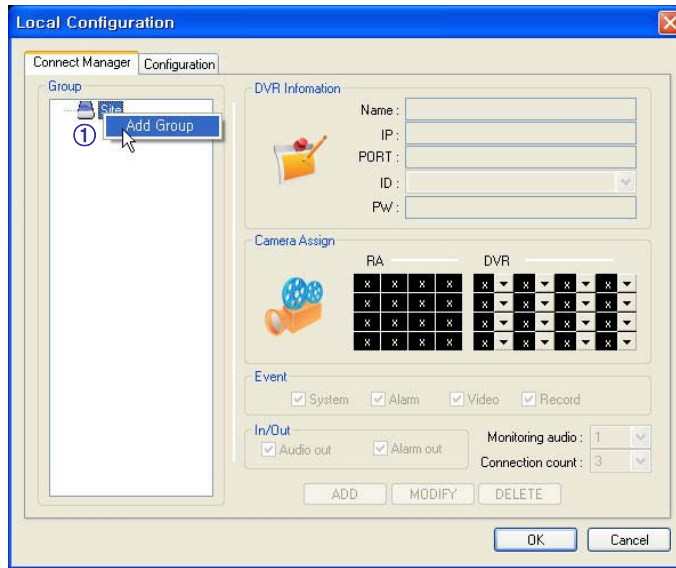 Local Configuration
Connect Manager
Configuration
Group
Site
Add Group
①
DVR Infomation
Name :
IP :
PORT :
ID :
PW :
Camera Assign
RA
DVR
x x x x x x x x
x x x x x x x x
x x x x x x x x
x x x x x x x x
Event
System Alarm Video Record
In/Out
Audio out Alarm out
Monitoring audio : 1
Connection count : 3
ADD MODIFY DELETE
OK Cancel